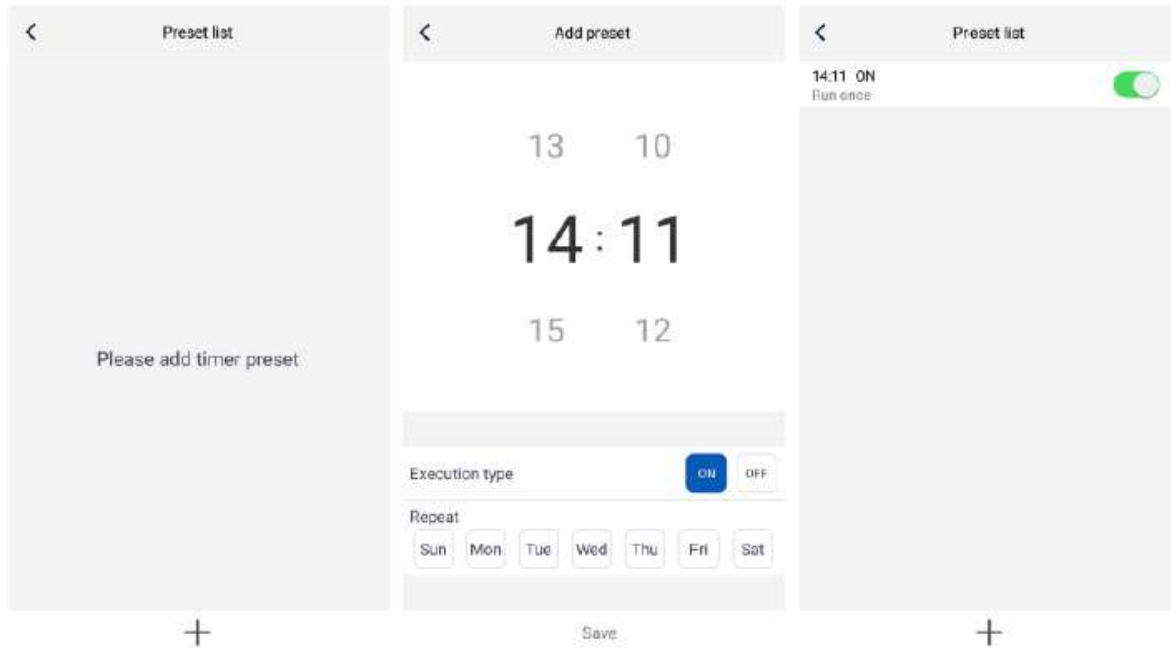 Preset list
Please add timer preset
+
Add preset
13 10
14 : 11
15 12
Execution type ON OFF
Repeat
Sun Mon Tue Wed Thu Fri Sat
Save
Preset list
14:11 ON
Run once
+